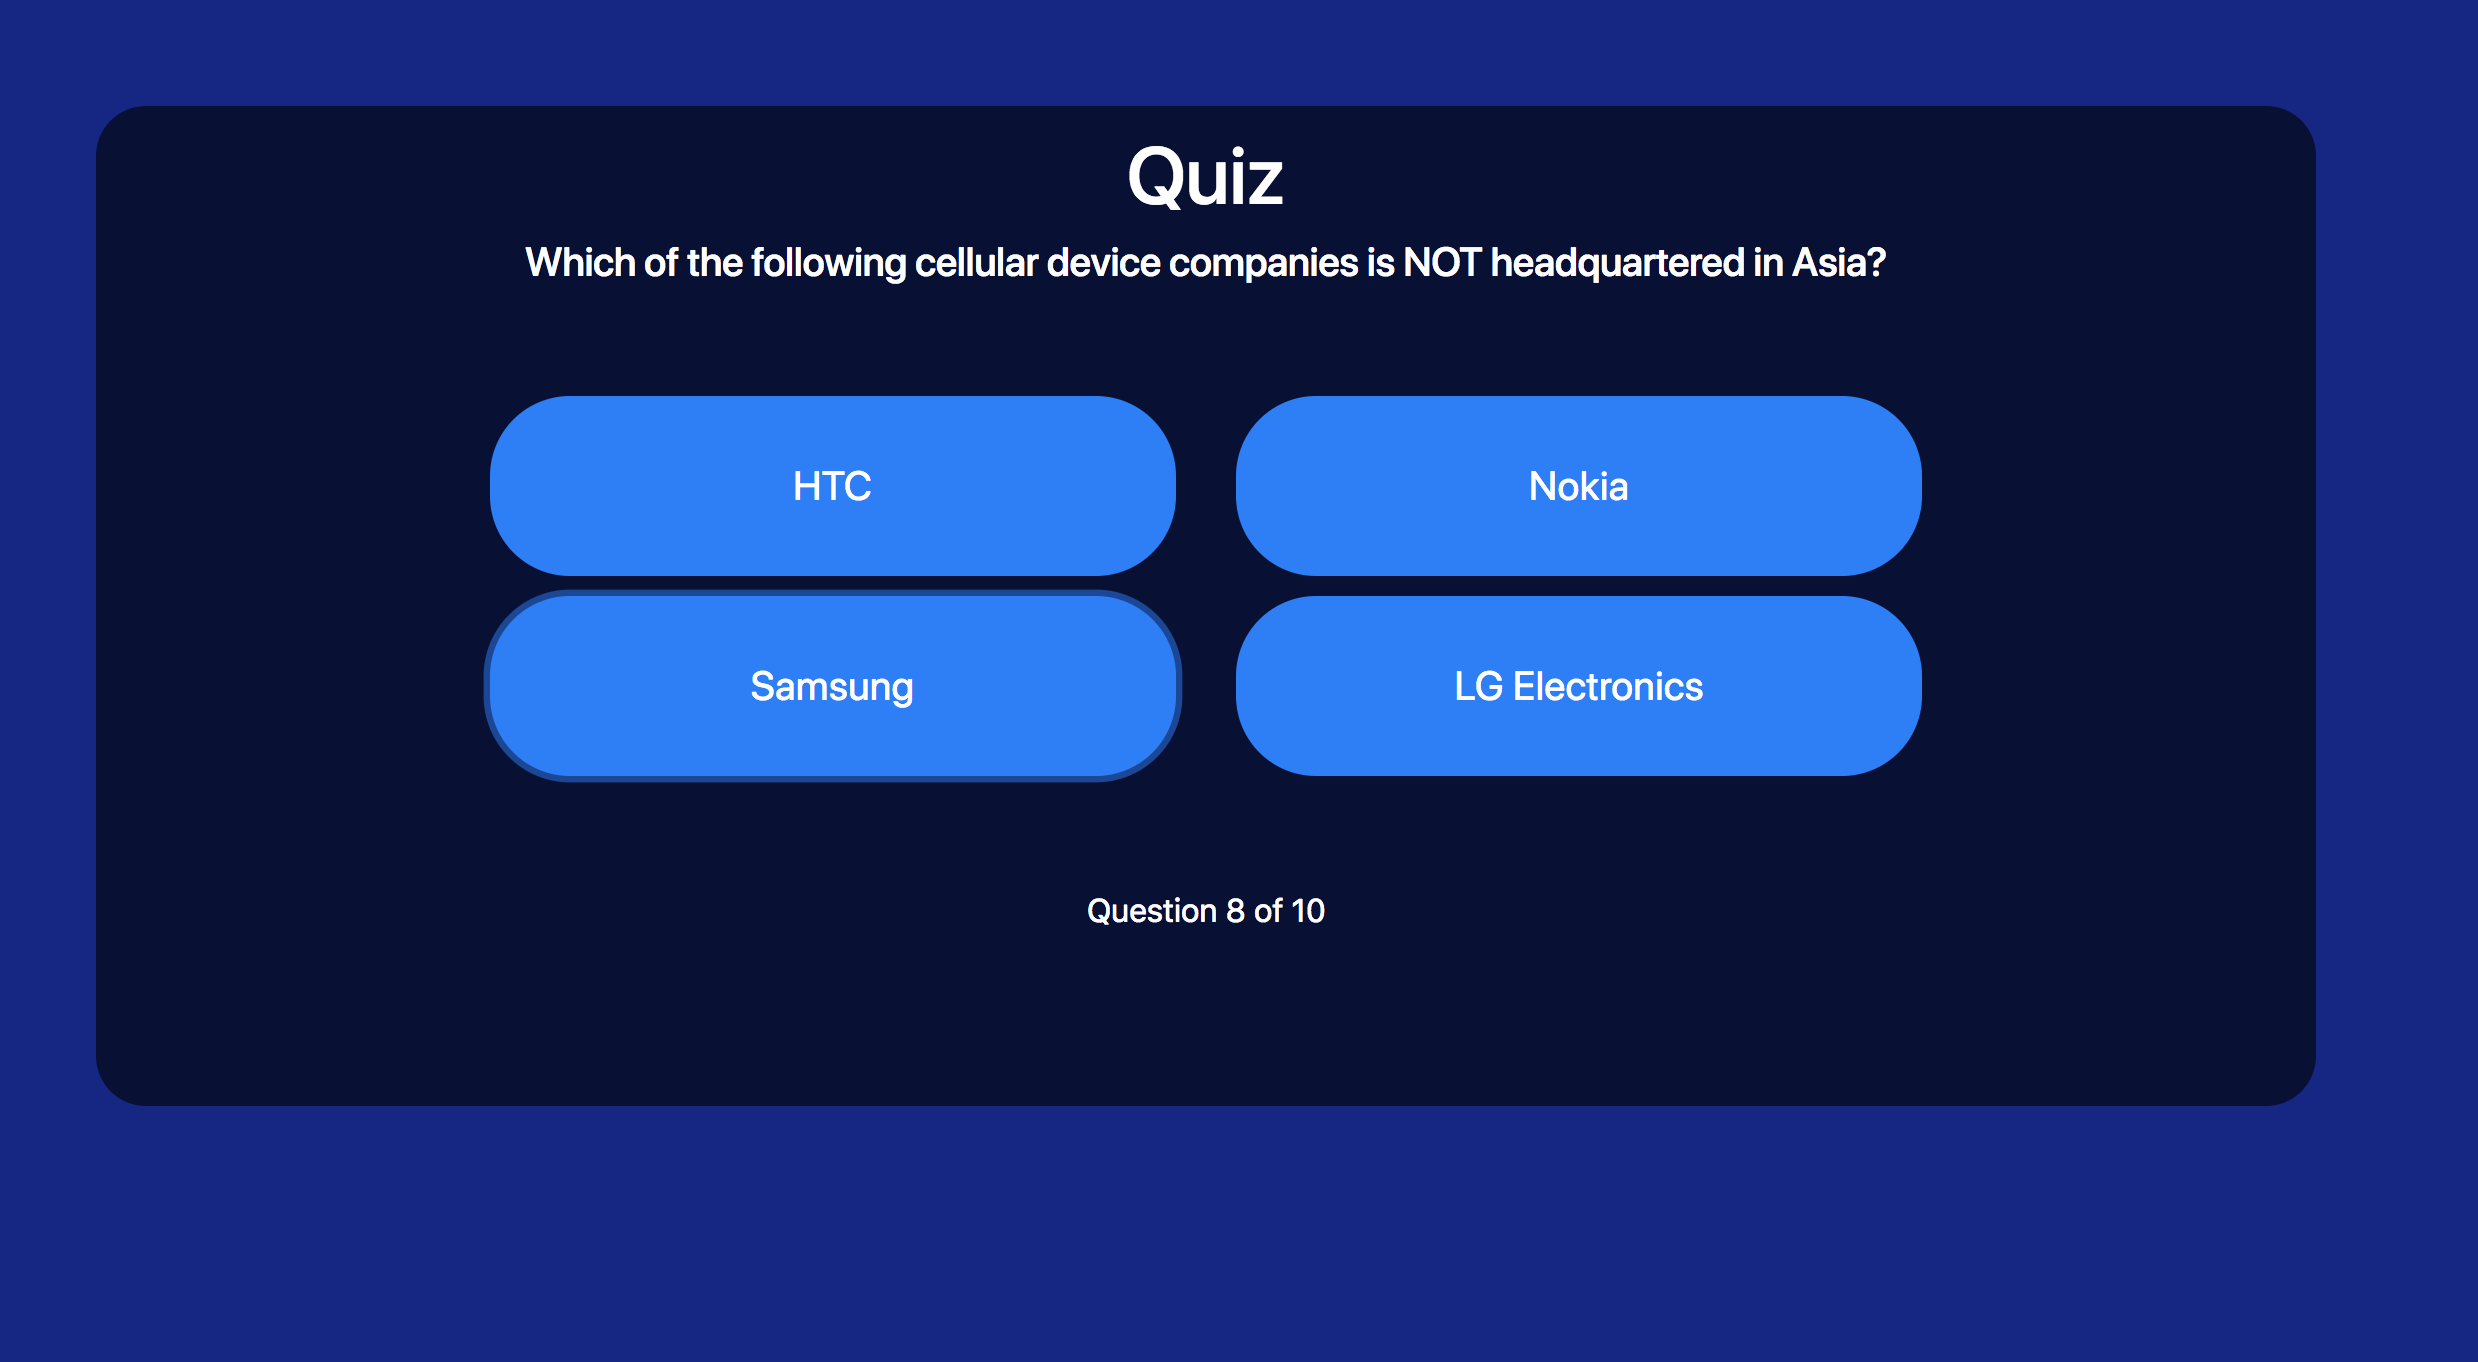 Quiz
Which of the following cellular device companies is NOT headquartered in Asia?
HTC
Nokia
Samsung
LG Electronics
Question 8 of 10